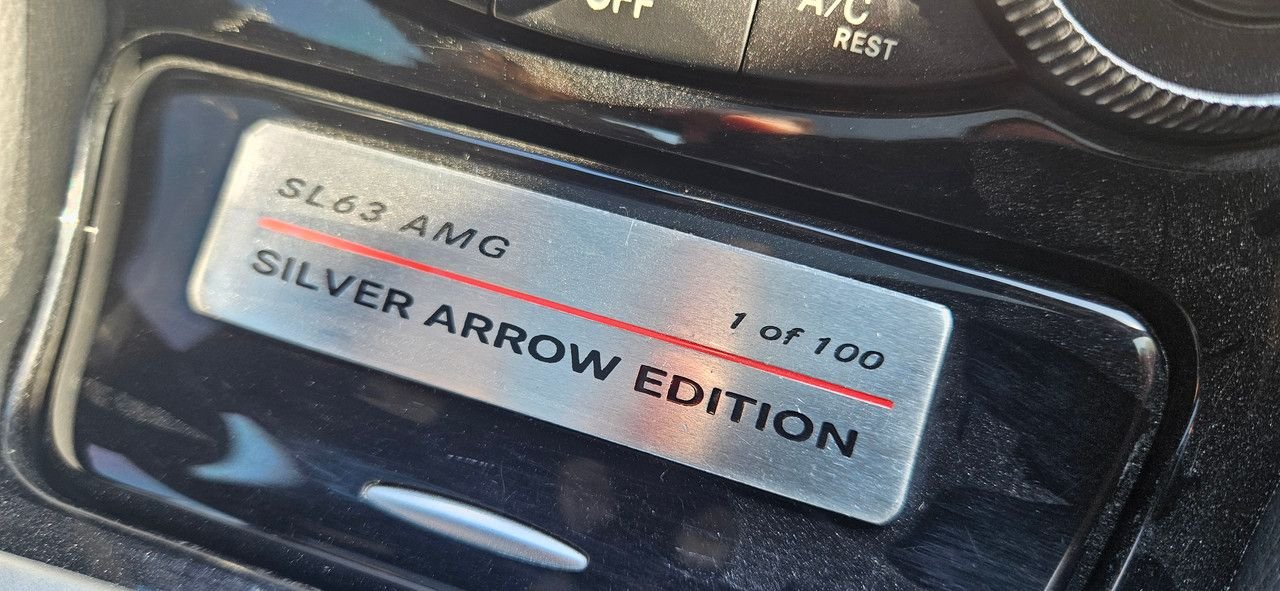 OFF
A/C
REST
SL63 AMG
1 of 100
SILVER ARROW EDITION